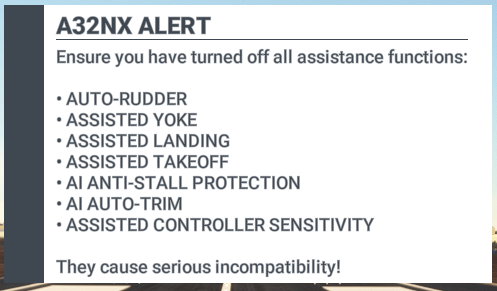 A32NX ALERT
Ensure you have turned off all assistance functions:
• AUTO-RUDDER
• ASSISTED YOKE
• ASSISTED LANDING
• ASSISTED TAKEOFF
• AI ANTI-STALL PROTECTION
• AI AUTO-TRIM
• ASSISTED CONTROLLER SENSITIVITY
They cause serious incompatibility!